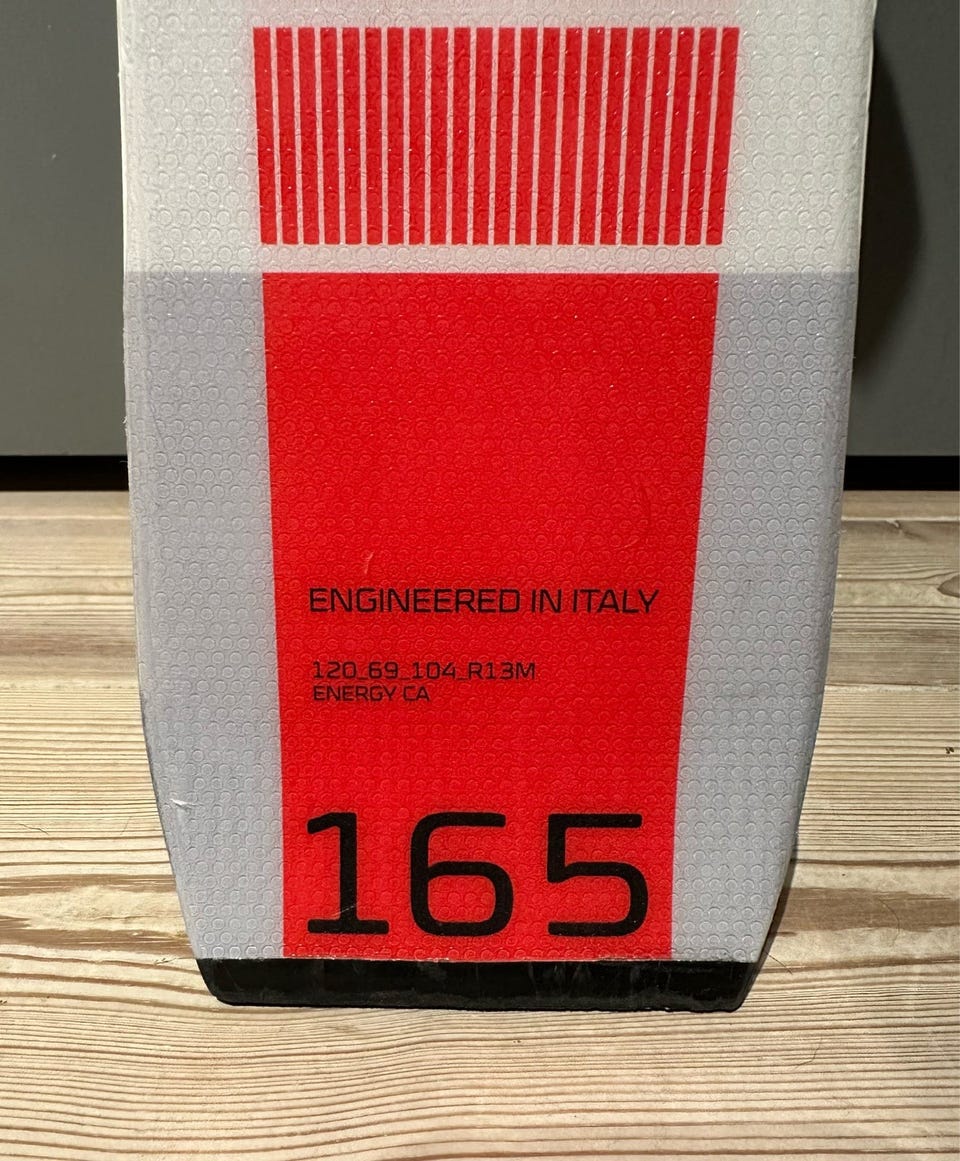 ENGINEERED IN ITALY
120_69_104_R13M
ENERGY CA
165